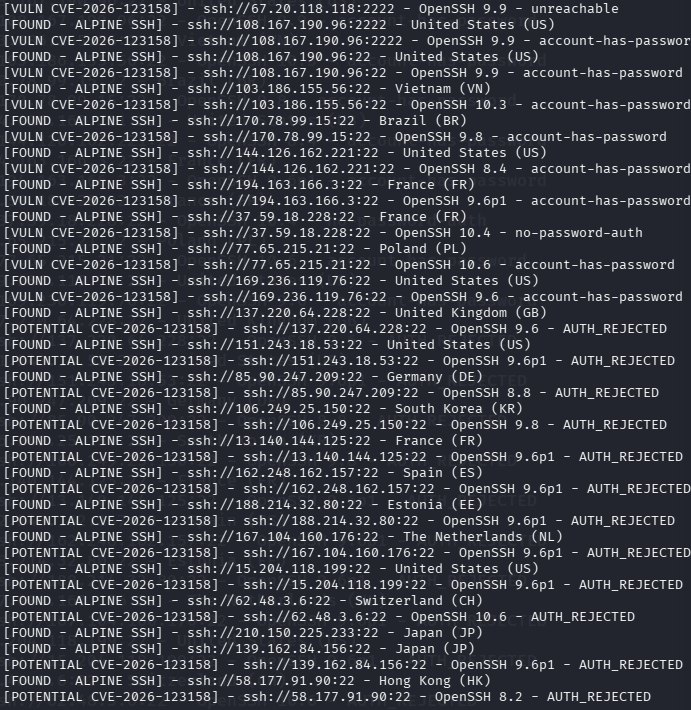 [VULN CVE-2026-123158] - ssh://67.20.118.118:2222 - OpenSSH 9.9 - unreachable
[FOUND - ALPINE SSH] - ssh://108.167.190.96:2222 - United States (US)
[VULN CVE-2026-123158] - ssh://108.167.190.96:2222 - OpenSSH 9.9 - account-has-passwor
[FOUND - ALPINE SSH] - ssh://108.167.190.96:22 - United States (US)
[VULN CVE-2026-123158] - ssh://108.167.190.96:22 - OpenSSH 9.9 - account-has-password
[FOUND - ALPINE SSH] - ssh://103.186.155.56:22 - Vietnam (VN)
[VULN CVE-2026-123158] - ssh://103.186.155.56:22 - OpenSSH 10.3 - account-has-password
[FOUND - ALPINE SSH] - ssh://170.78.99.15:22 - Brazil (BR)
[VULN CVE-2026-123158] - ssh://170.78.99.15:22 - OpenSSH 9.8 - account-has-password
[FOUND - ALPINE SSH] - ssh://144.126.162.221:22 - United States (US)
[VULN CVE-2026-123158] - ssh://144.126.162.221:22 - OpenSSH 8.4 - account-has-password
[FOUND - ALPINE SSH] - ssh://194.163.166.3:22 - France (FR)
[VULN CVE-2026-123158] - ssh://194.163.166.3:22 - OpenSSH 9.6p1 - account-has-password
[FOUND - ALPINE SSH] - ssh://37.59.18.228:22 - France (FR)
[VULN CVE-2026-123158] - ssh://37.59.18.228:22 - OpenSSH 10.4 - no-password-auth
[FOUND - ALPINE SSH] - ssh://77.65.215.21:22 - Poland (PL)
[VULN CVE-2026-123158] - ssh://77.65.215.21:22 - OpenSSH 10.6 - account-has-password
[FOUND - ALPINE SSH] - ssh://169.236.119.76:22 - United States (US)
[VULN CVE-2026-123158] - ssh://169.236.119.76:22 - OpenSSH 9.6 - account-has-password
[FOUND - ALPINE SSH] - ssh://137.220.64.228:22 - United Kingdom (GB)
[POTENTIAL CVE-2026-123158] - ssh://137.220.64.228:22 - OpenSSH 9.6 - AUTH_REJECTED
[FOUND - ALPINE SSH] - ssh://151.243.18.53:22 - United States (US)
[POTENTIAL CVE-2026-123158] - ssh://151.243.18.53:22 - OpenSSH 9.6p1 - AUTH_REJECTED
[FOUND - ALPINE SSH] - ssh://85.90.247.209:22 - Germany (DE)
[POTENTIAL CVE-2026-123158] - ssh://85.90.247.209:22 - OpenSSH 8.8 - AUTH_REJECTED
[FOUND - ALPINE SSH] - ssh://106.249.25.150:22 - South Korea (KR)
[POTENTIAL CVE-2026-123158] - ssh://106.249.25.150:22 - OpenSSH 9.8 - AUTH_REJECTED
[FOUND - ALPINE SSH] - ssh://13.140.144.125:22 - France (FR)
[POTENTIAL CVE-2026-123158] - ssh://13.140.144.125:22 - OpenSSH 9.6p1 - AUTH_REJECTED
[FOUND - ALPINE SSH] - ssh://162.248.162.157:22 - Spain (ES)
[POTENTIAL CVE-2026-123158] - ssh://162.248.162.157:22 - OpenSSH 9.6p1 - AUTH_REJECTED
[FOUND - ALPINE SSH] - ssh://188.214.32.80:22 - Estonia (EE)
[POTENTIAL CVE-2026-123158] - ssh://188.214.32.80:22 - OpenSSH 9.6p1 - AUTH_REJECTED
[FOUND - ALPINE SSH] - ssh://167.104.160.176:22 - The Netherlands (NL)
[POTENTIAL CVE-2026-123158] - ssh://167.104.160.176:22 - OpenSSH 9.6p1 - AUTH_REJECTED
[FOUND - ALPINE SSH] - ssh://15.204.118.199:22 - United States (US)
[POTENTIAL CVE-2026-123158] - ssh://15.204.118.199:22 - OpenSSH 9.6p1 - AUTH_REJECTED
[FOUND - ALPINE SSH] - ssh://62.48.3.6:22 - Switzerland (CH)
[POTENTIAL CVE-2026-123158] - ssh://62.48.3.6:22 - OpenSSH 10.6 - AUTH_REJECTED
[FOUND - ALPINE SSH] - ssh://210.150.225.233:22 - Japan (JP)
[FOUND - ALPINE SSH] - ssh://139.162.84.156:22 - Japan (JP)
[POTENTIAL CVE-2026-123158] - ssh://139.162.84.156:22 - OpenSSH 9.6p1 - AUTH_REJECTED
[FOUND - ALPINE SSH] - ssh://58.177.91.90:22 - Hong Kong (HK)
[POTENTIAL CVE-2026-123158] - ssh://58.177.91.90:22 - OpenSSH 8.2 - AUTH_REJECTED